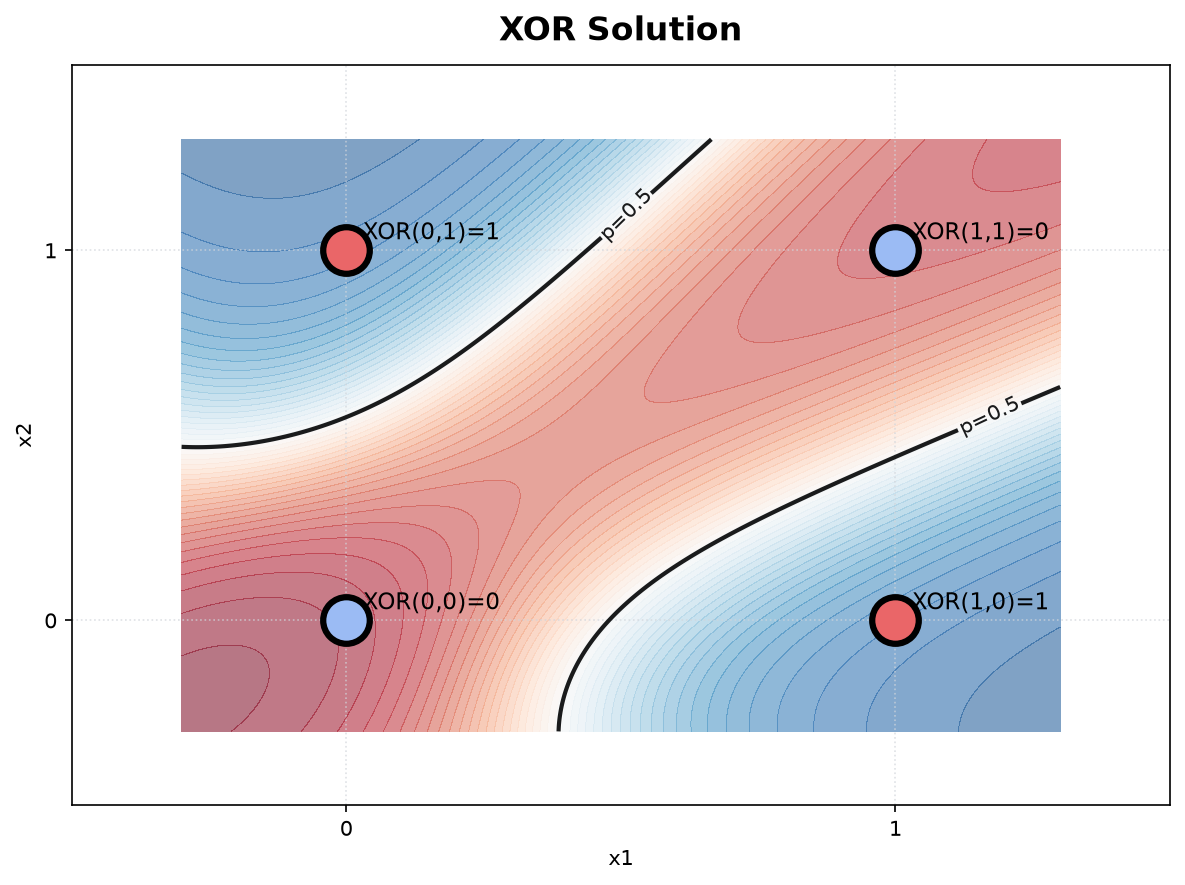 XOR Solution
p=0.5
XOR(0,1)=1
XOR(1,1)=0
1
p=0.5
x2
XOR(0,0)=0
XOR(1,0)=1
0
0
1
x1